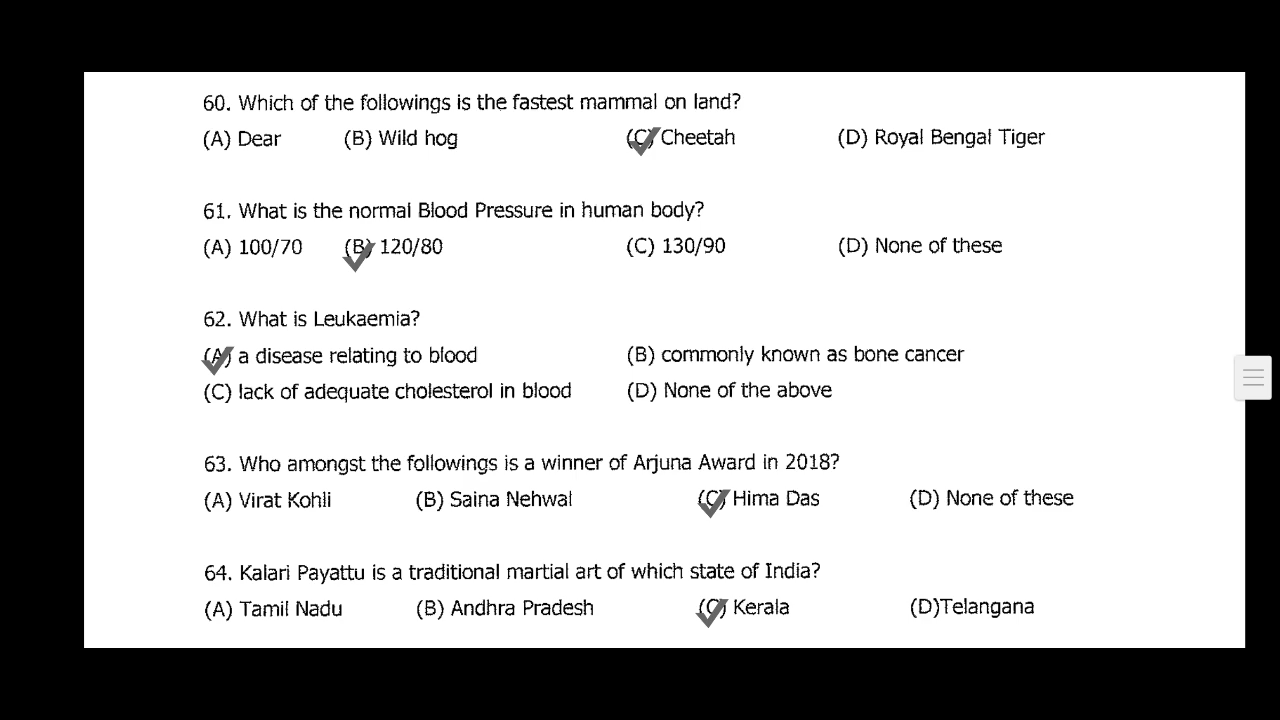 60. Which of the followings is the fastest mammal on land?
(A) Dear (B) Wild hog (C) Cheetah (D) Royal Bengal Tiger
61. What is the normal Blood Pressure in human body?
(A) 100/70 (B) 120/80 (C) 130/90 (D) None of these
62. What is Leukaemia?
(A) a disease relating to blood (B) commonly known as bone cancer
(C) lack of adequate cholesterol in blood (D) None of the above
63. Who amongst the followings is a winner of Arjuna Award in 2018?
(A) Virat Kohli (B) Saina Nehwal (C) Hima Das (D) None of these
64. Kalari Payattu is a traditional martial art of which state of India?
(A) Tamil Nadu (B) Andhra Pradesh (C) Kerala (D)Telangana